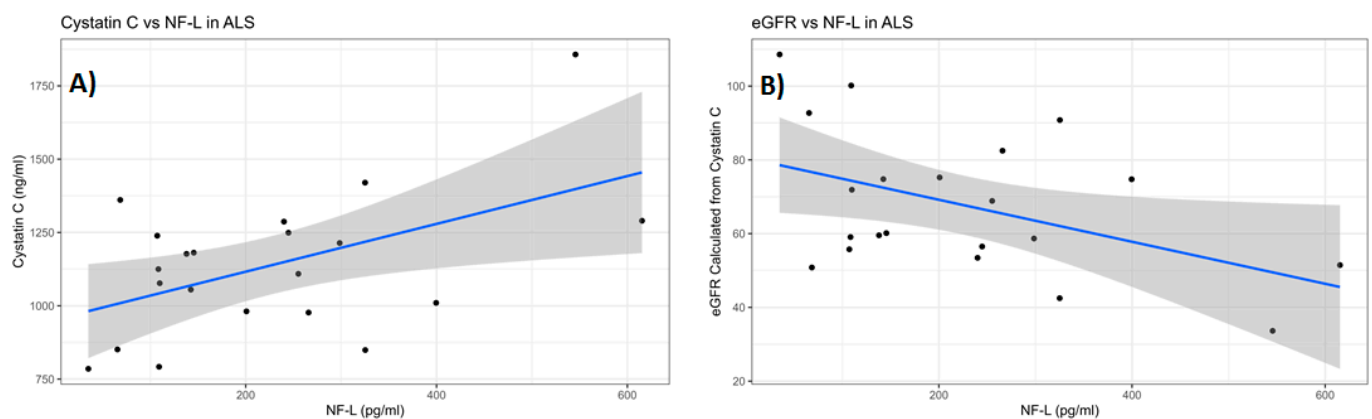 Cystatin C vs NF-L in ALS
A)
Cystatin C (ng/ml)
1750
1500
1250
1000
750
200
400
600
NF-L (pg/ml)
eGFR vs NF-L in ALS
B)
eGFR Calculated from Cystatin C
100
80
60
40
20
200
400
600
NF-L (pg/ml)